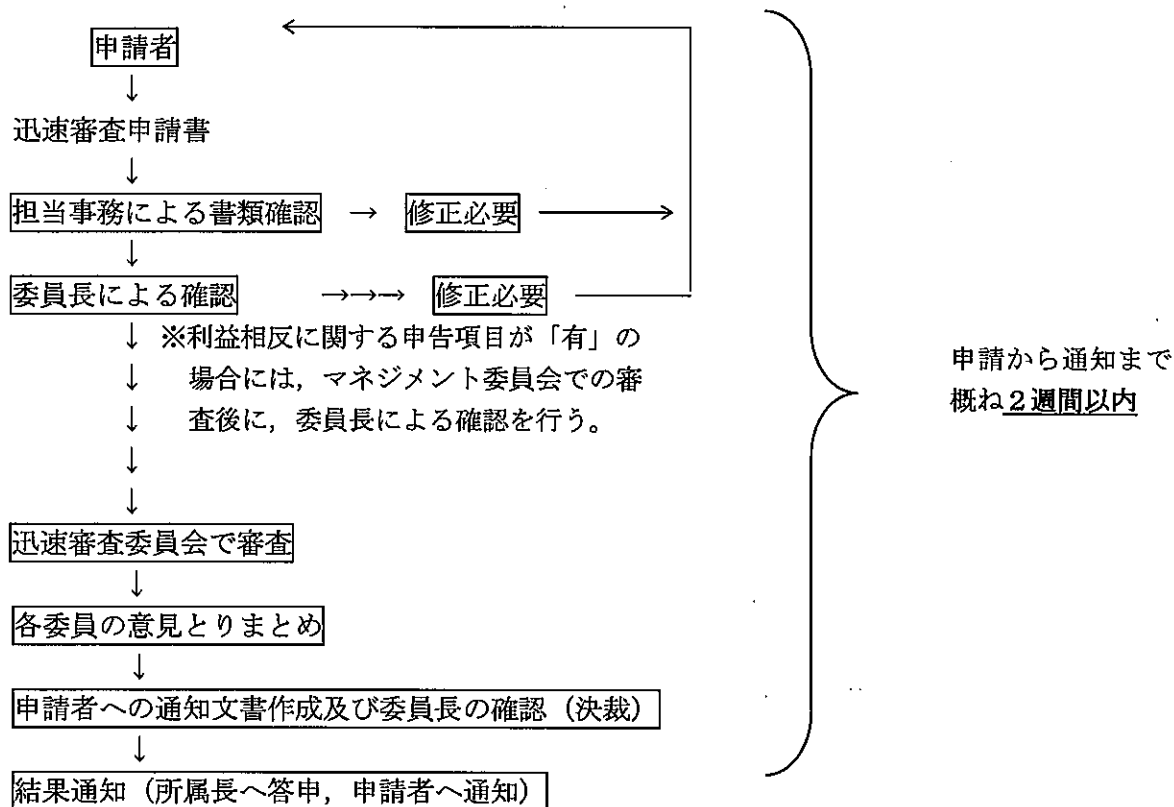 申請者
↓
迅速審査申請書
↓
担当事務による書類確認 → 修正必要 →
↓
委員長による確認 →→→ 修正必要
↓ ※利益相反に関する申告項目が「有」の
↓ 場合には，マネジメント委員会での審
↓ 査後に，委員長による確認を行う。
↓
↓
迅速審査委員会で審査
↓
各委員の意見とりまとめ
↓
申請者への通知文書作成及び委員長の確認（決裁）
↓
結果通知（所属長へ答申，申請者へ通知）
申請から通知まで
概ね２週間以内